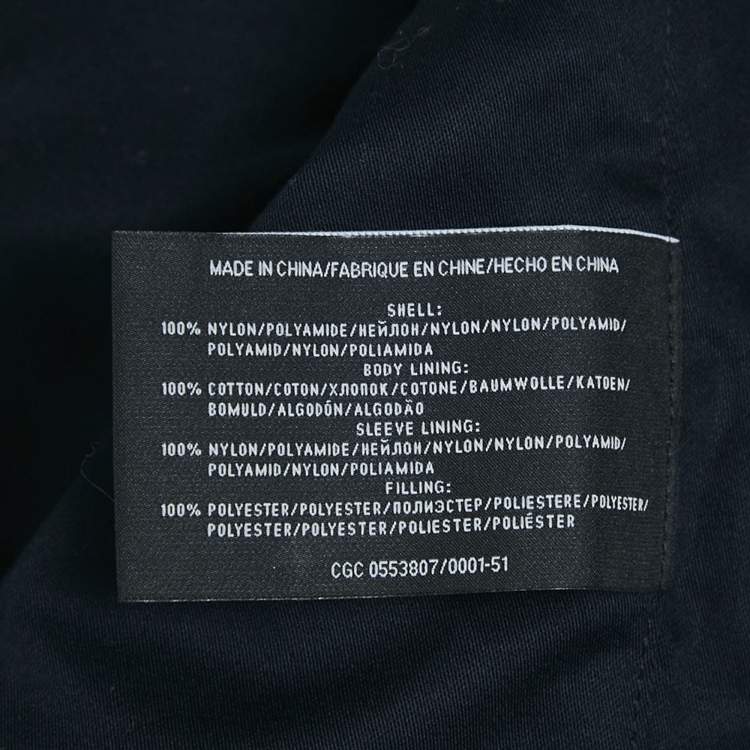 MADE IN CHINA/FABRIQUE EN CHINE/HECHO EN CHINA
SHELL:
100% NYLON/POLYAMIDE/НЕЙЛОН/NYLON/NYLON/POLYAMID/
POLYAMID/NYLON/POLIAMIDA
BODY LINING:
100% COTTON/COTON/ХЛОПОК/COTONE/BAUMWOLLE/KATOEN/
BOMULD/ALGODÓN/ALGODÃO
SLEEVE LINING:
100% NYLON/POLYAMIDE/НЕЙЛОН/NYLON/NYLON/POLYAMID/
POLYAMID/NYLON/POLIAMIDA
FILLING:
100% POLYESTER/POLYESTER/ПОЛИЭСТЕР/POLIESTERE/POLYESTER/
POLYESTER/POLYESTER/POLIESTER/POLIÉSTER
CGC 0553807/0001-51